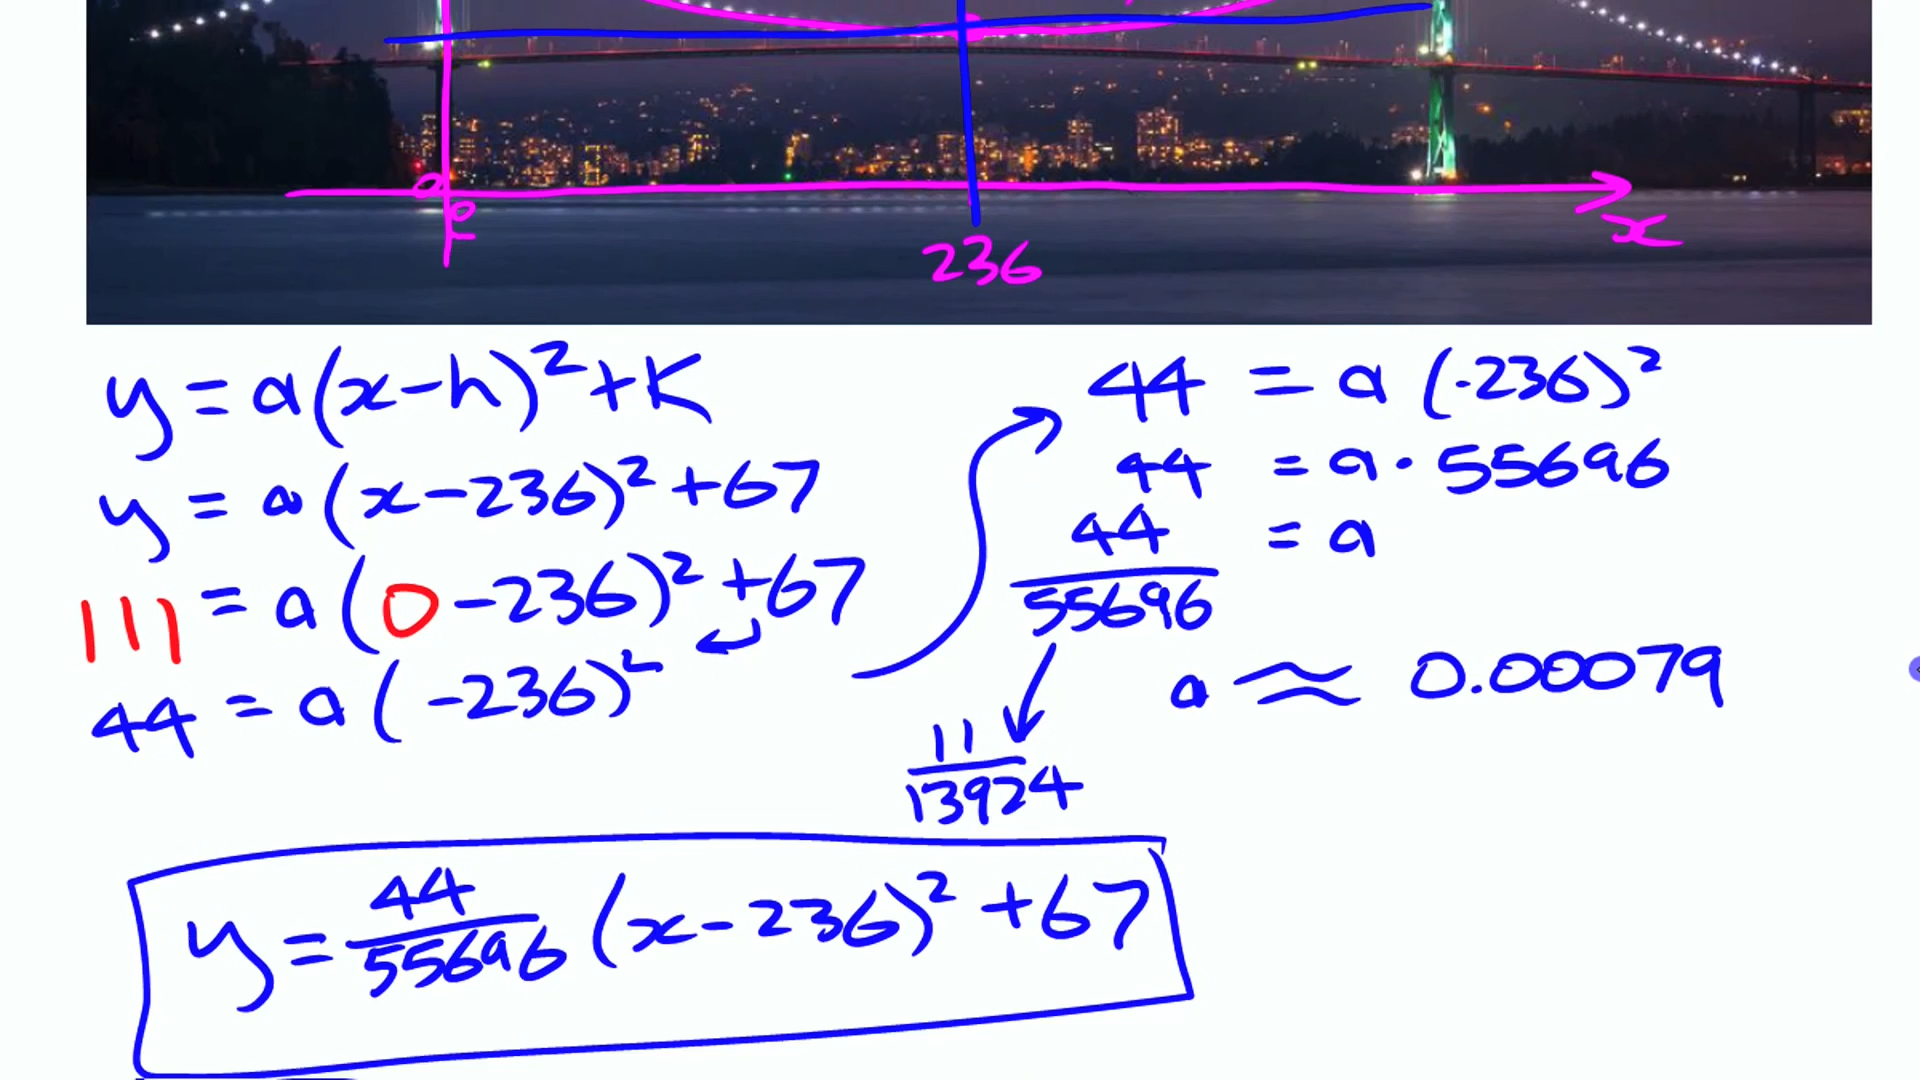 x
236
y = a(x-h)² + K
y = a(x-236)² + 67
111 = a(0-236)² + 67
44 = a(-236)²
44 = a(-236)²
44 = a · 55696
44/55696 = a
a ≈ 0.00079
11/13924
y = 44/55696 (x-236)² + 67